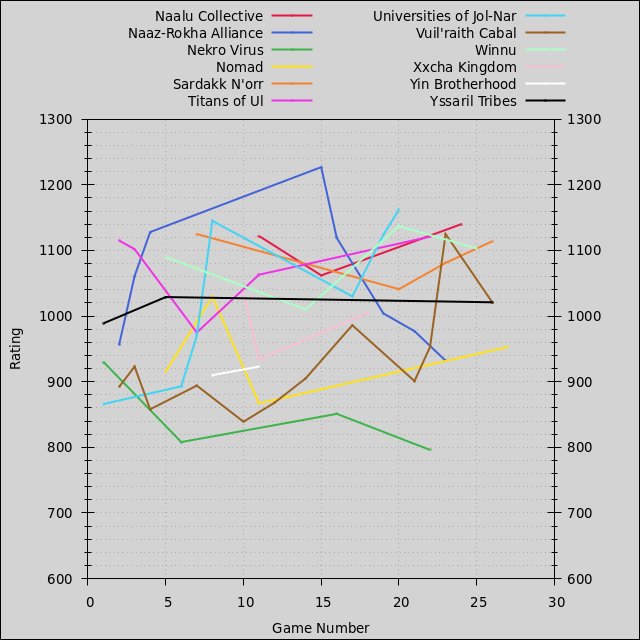 Naalu Collective
Naaz-Rokha Alliance
Nekro Virus
Nomad
Sardakk N'orr
Titans of Ul
Universities of Jol-Nar
Vuil'raith Cabal
Winnu
Xxcha Kingdom
Yin Brotherhood
Yssaril Tribes
1300 1300
1200 1200
1100 1100
1000 1000
900 900
800 800
700 700
600 600
Rating
0 5 10 15 20 25 30
Game Number